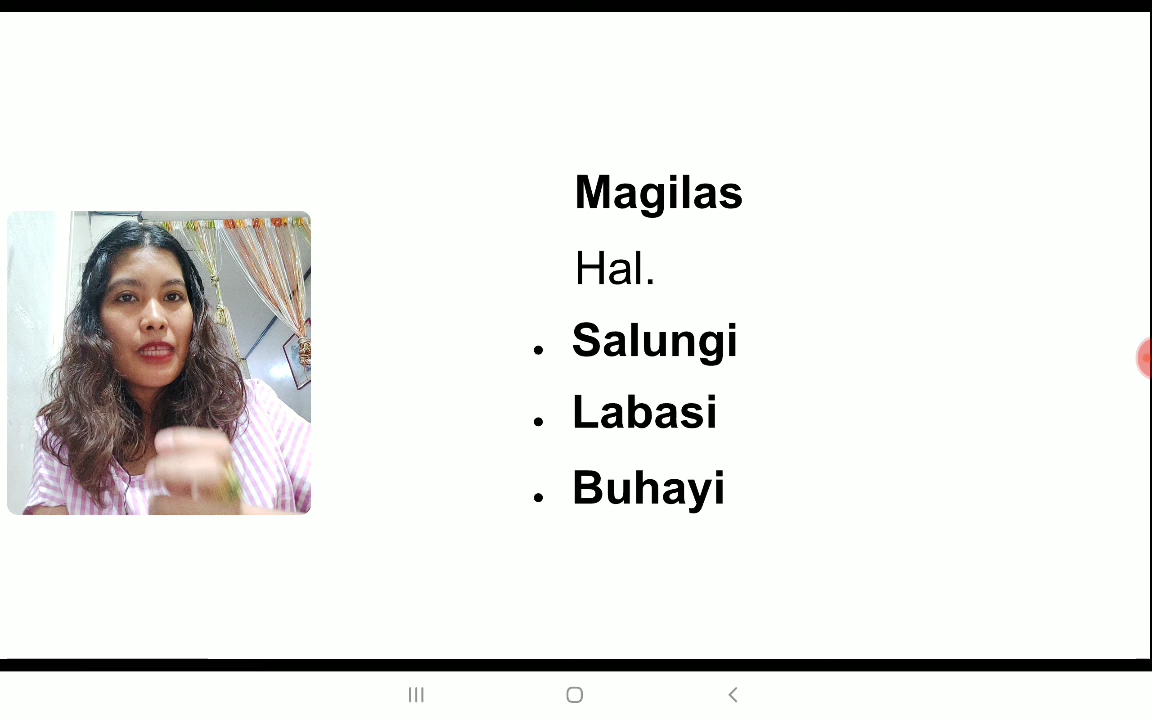 Magilas
Hal.
. Salungi
. Labasi
. Buhayi